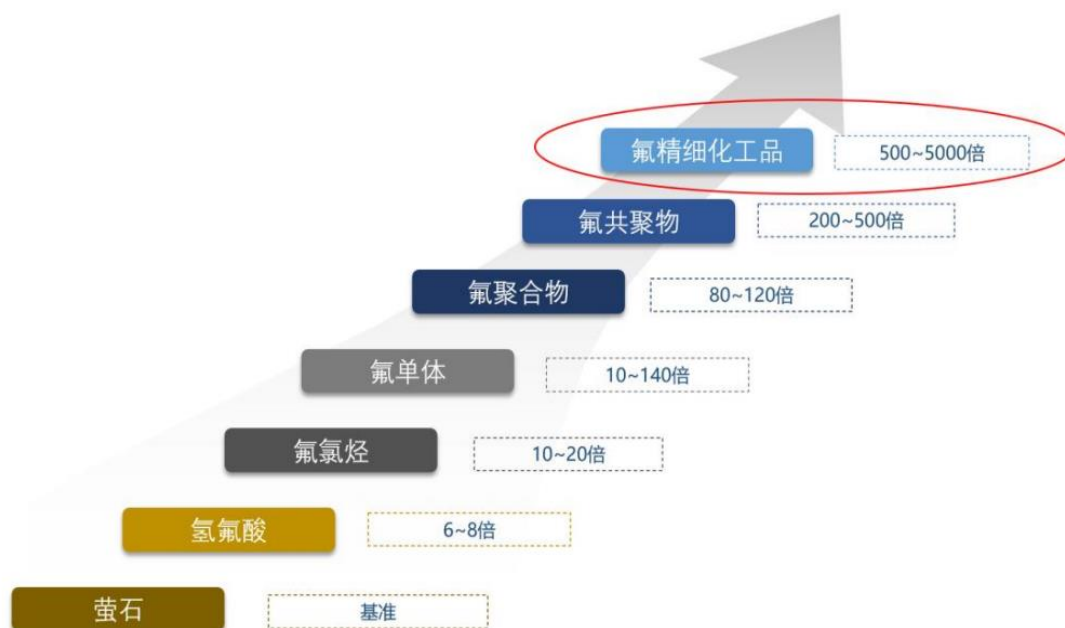 氟精细化工品 500~5000倍
氟共聚物 200~500倍
氟聚合物 80~120倍
氟单体 10~140倍
氟氯烃 10~20倍
氢氟酸 6~8倍
萤石 基准